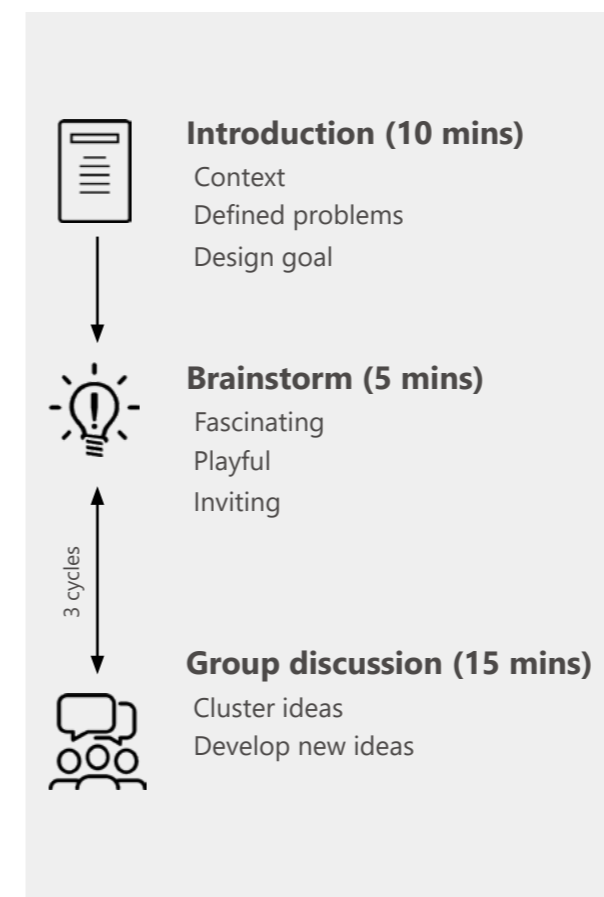 Introduction (10 mins)
Context
Defined problems
Design goal
Brainstorm (5 mins)
Fascinating
Playful
Inviting
3 cycles
Group discussion (15 mins)
Cluster ideas
Develop new ideas